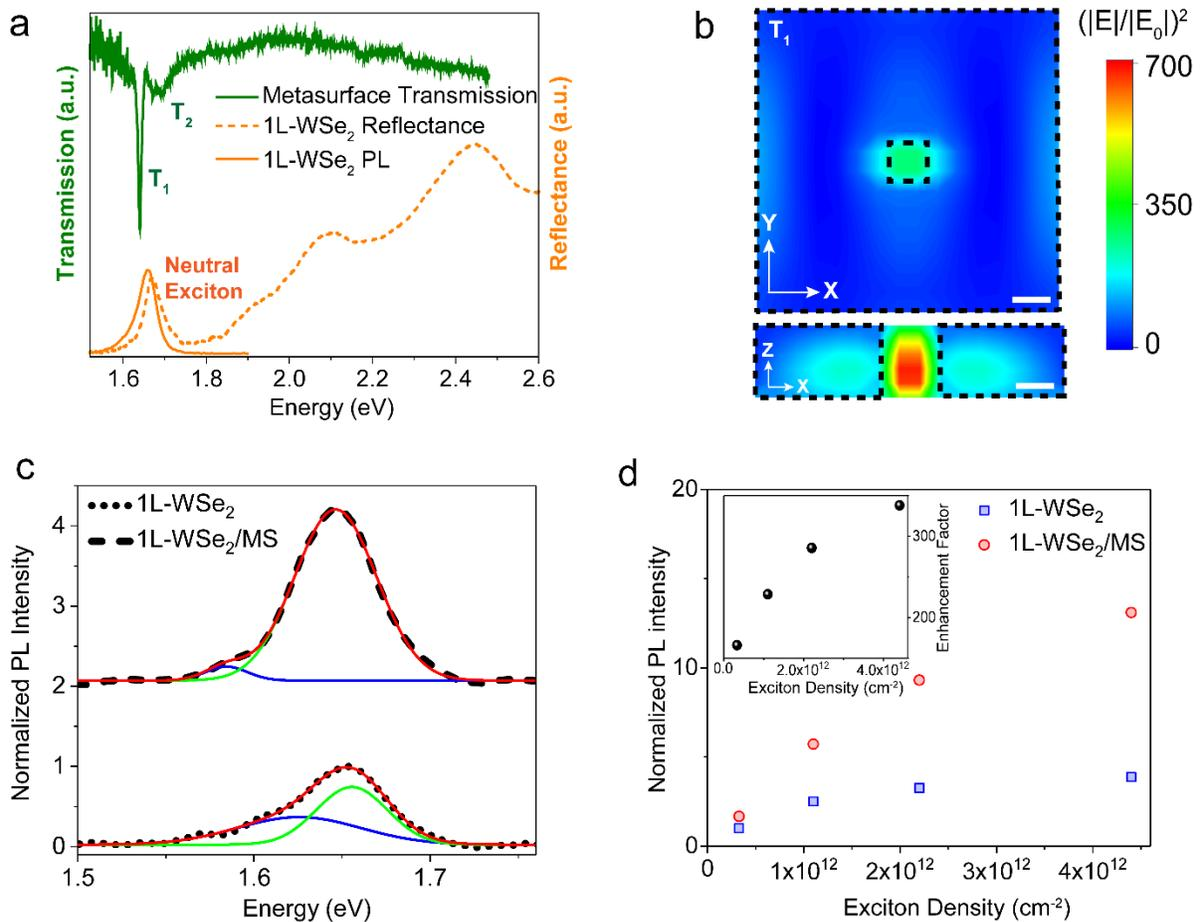 a
Transmission (a.u.)
T₁
T₂
Metasurface Transmission
1L-WSe₂ Reflectance
1L-WSe₂ PL
Neutral
Exciton
Reflectance (a.u.)
1.6 1.8 2.0 2.2 2.4 2.6
Energy (eV)
b
T₁
Y
X
Z
X
(|E|/|E₀|)²
700
350
0
c
Normalized PL Intensity
1L-WSe₂
1L-WSe₂/MS
4
3
2
1
0
1.5 1.6 1.7
Energy (eV)
d
Normalized PL intensity
20
10
0
1L-WSe₂
1L-WSe₂/MS
Enhancement Factor
300
200
0.0 2.0x10¹² 4.0x10¹²
Exciton Density (cm⁻²)
0 1x10¹² 2x10¹² 3x10¹² 4x10¹²
Exciton Density (cm⁻²)